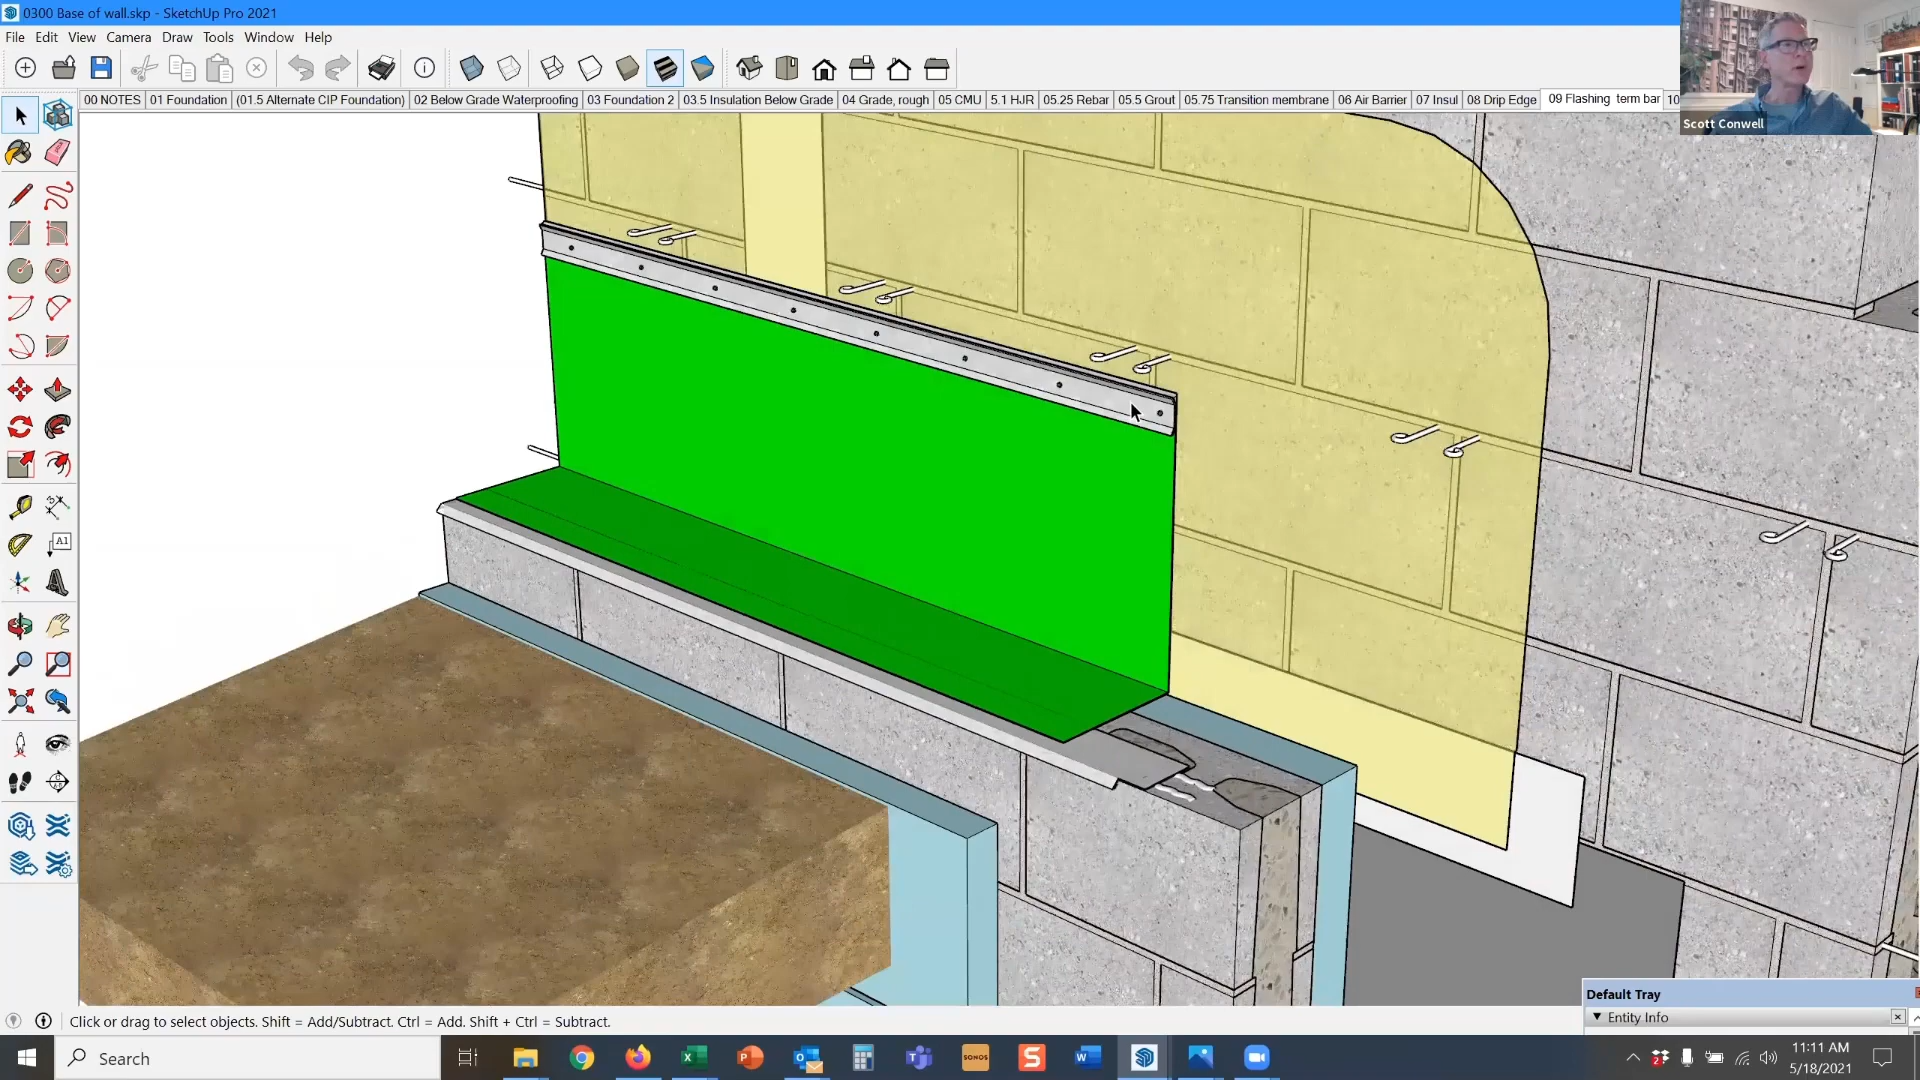 0300 Base of wall.skp - SketchUp Pro 2021
File Edit View Camera Draw Tools Window Help
00 NOTES 01 Foundation (01.5 Alternate CIP Foundation) 02 Below Grade Waterproofing 03 Foundation 2 03.5 Insulation Below Grade 04 Grade, rough 05 CMU 5.1 HJR 05.25 Rebar 05.5 Grout 05.75 Transition membrane 06 Air Barrier 07 Insul 08 Drip Edge 09 Flashing term bar 10
Scott Conwell
A1
Default Tray
Entity Info
Click or drag to select objects. Shift = Add/Subtract. Ctrl = Add. Shift + Ctrl = Subtract.
Search
SONOS
11:11 AM
5/18/2021